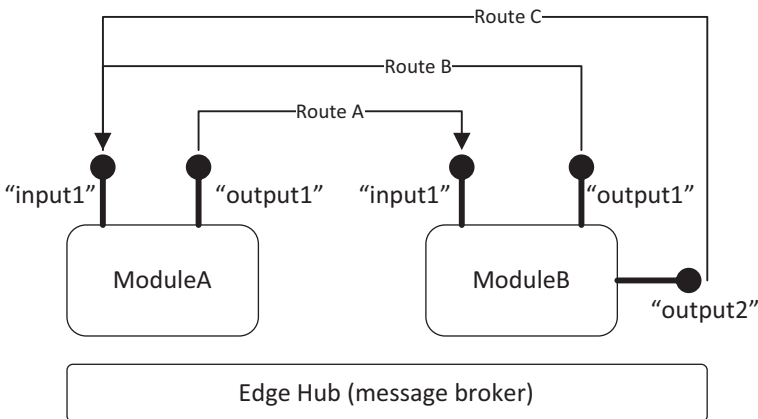 Route C
Route B
Route A
“input1”
“output1”
“input1”
“output1”
ModuleA
ModuleB
“output2”
Edge Hub (message broker)